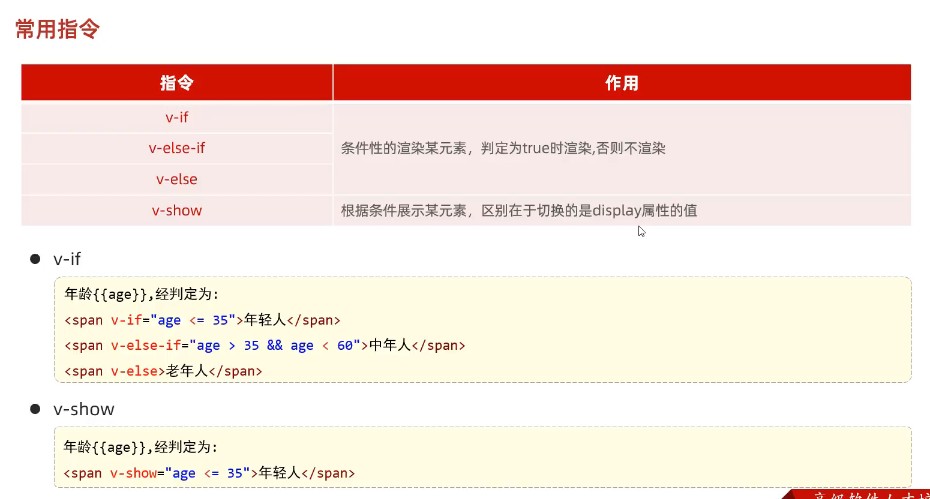 常用指令
指令 作用
v-if
v-else-if 条件性的渲染某元素，判定为true时渲染,否则不渲染
v-else
v-show 根据条件展示某元素，区别在于切换的是display属性的值
v-if
年龄{{age}},经判定为:
<span v-if="age <= 35">年轻人</span>
<span v-else-if="age > 35 && age < 60">中年人</span>
<span v-else>老年人</span>
v-show
年龄{{age}},经判定为:
<span v-show="age <= 35">年轻人</span>
高级软件人才